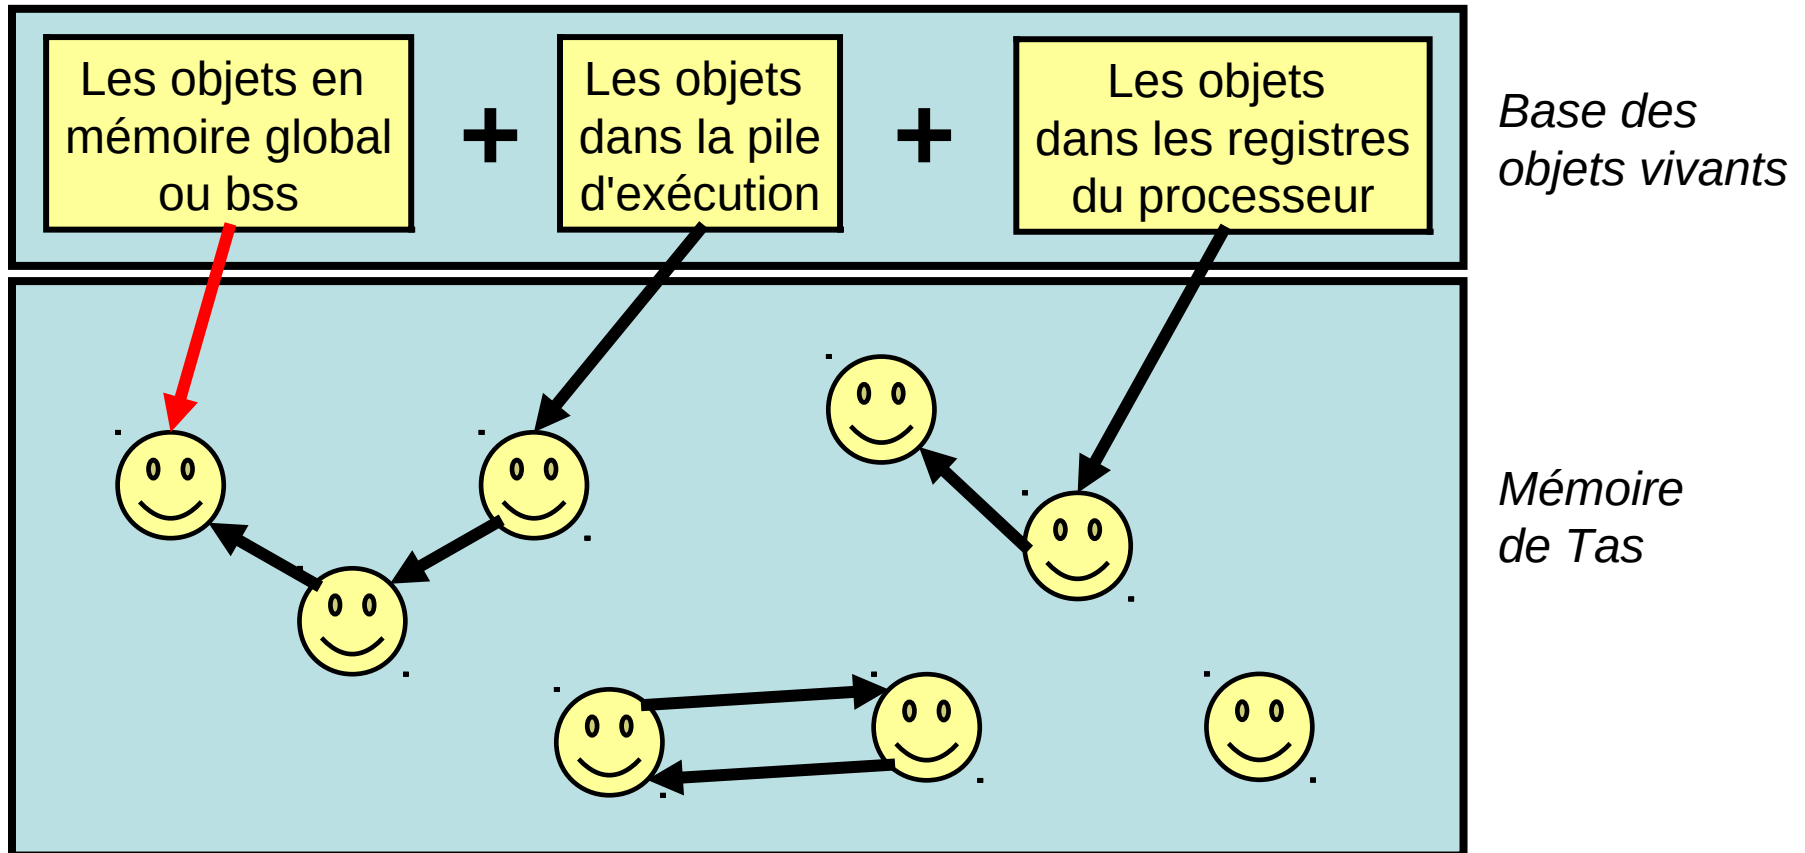 Les objets en
mémoire global
ou bss
+
Les objets
dans la pile
d'exécution
+
Les objets
dans les registres
du processeur
Base des
objets vivants
Mémoire
de Tas